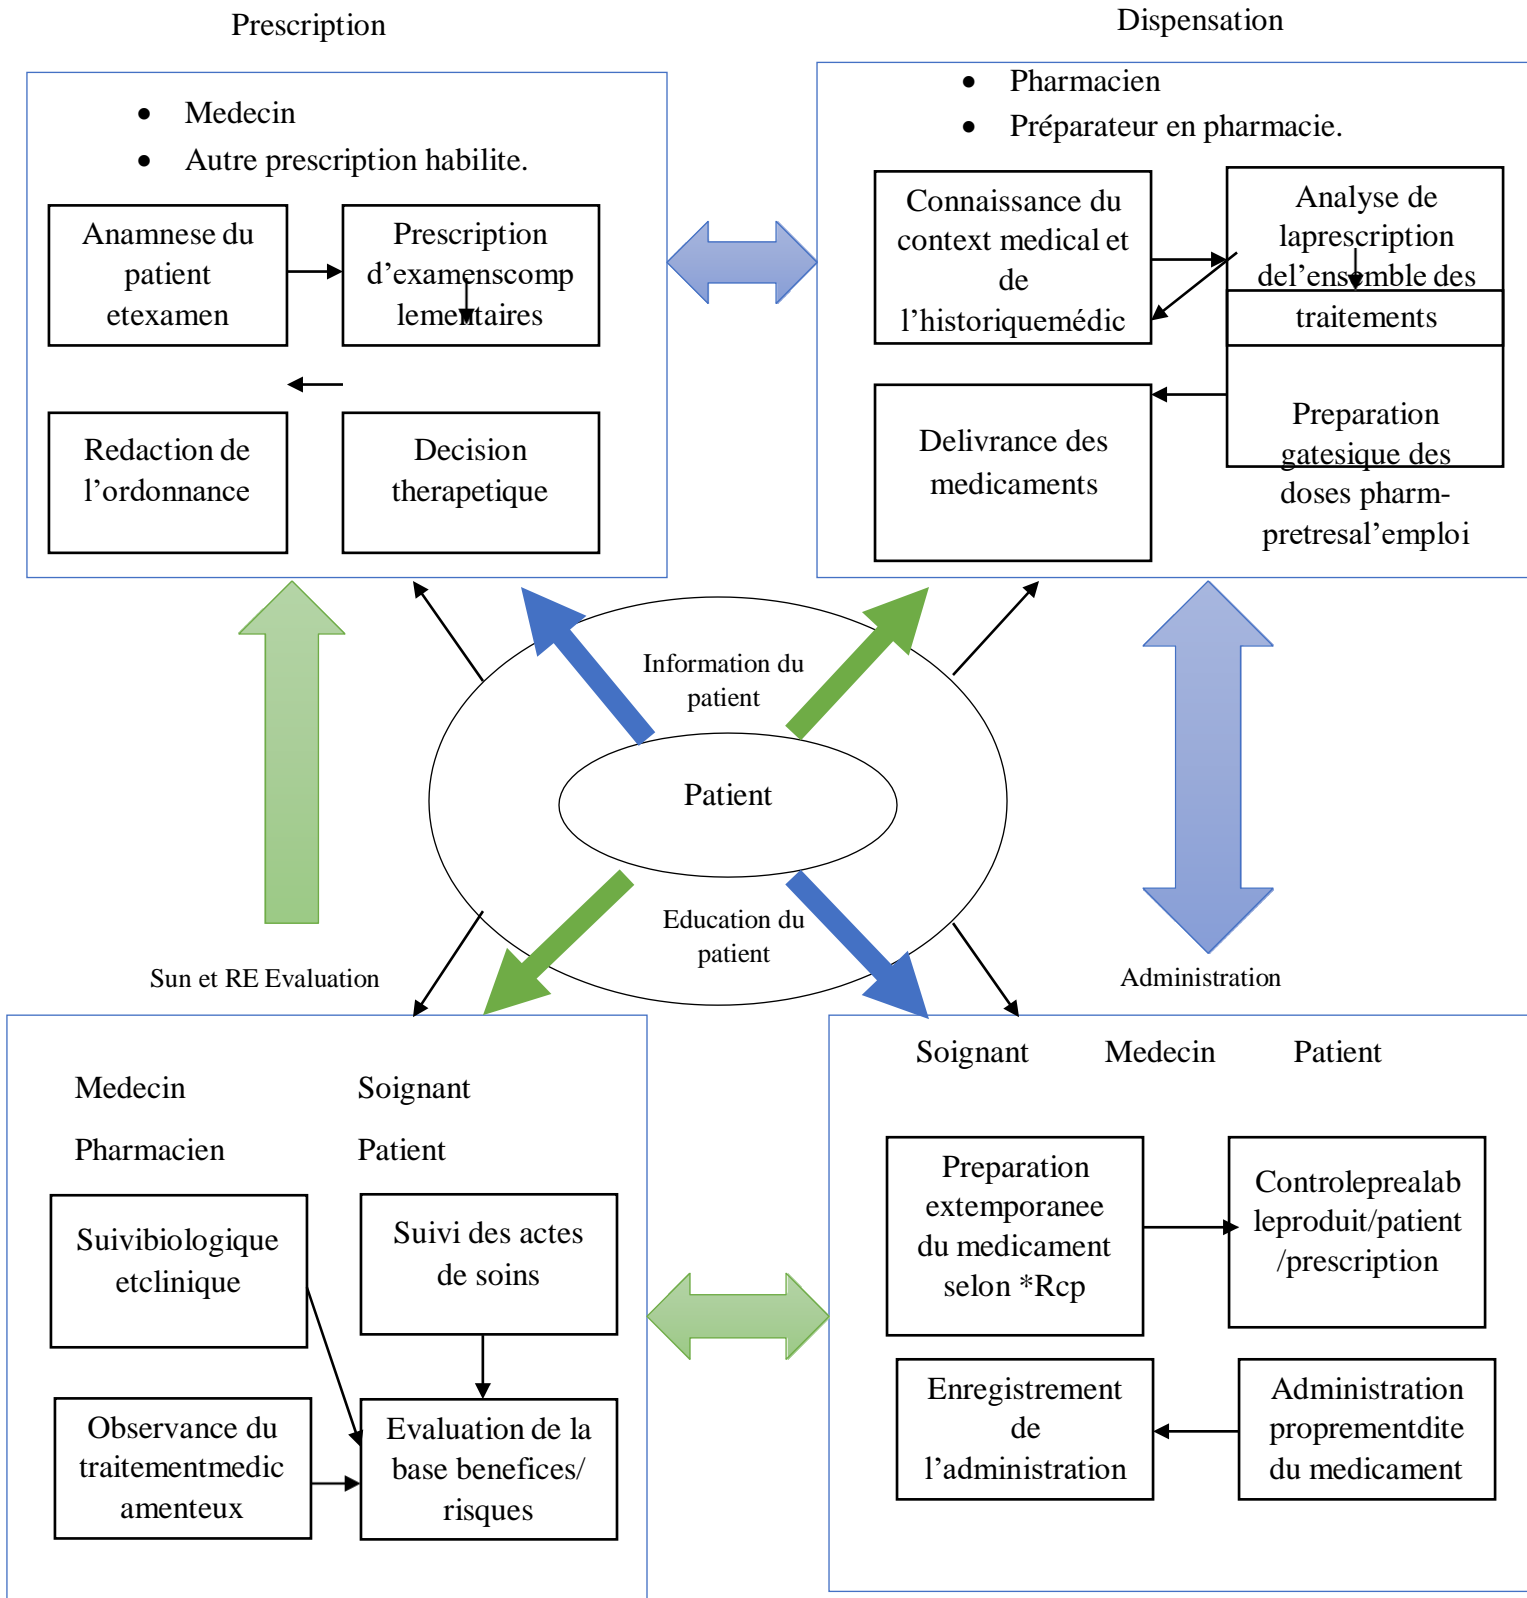 Prescription
Dispensation
• Medecin
• Autre prescription habilite.
Anamnese du
patient
etexamen
Prescription
d’examenscomp
lementaires
Redaction de
l’ordonnance
Decision
therapetique
• Pharmacien
• Préparateur en pharmacie.
Connaissance du
context medical et
de
l’historiquemédic
Analyse de
laprescription
del’ensemble des
traitements
Delivrance des
medicaments
Preparation
gatesique des
doses pharm-
pretresal’emploi
Information du
patient
Patient
Education du
patient
Sun et RE Evaluation
Administration
Medecin
Soignant
Pharmacien
Patient
Suivibiologique
etclinique
Suivi des actes
de soins
Observance du
traitementmedic
amenteux
Evaluation de la
base benefices/
risques
Soignant Medecin Patient
Preparation
extemporanee
du medicament
selon *Rcp
Controleprealab
leproduit/patient
/prescription
Enregistrement
de
l’administration
Administration
proprementdite
du medicament